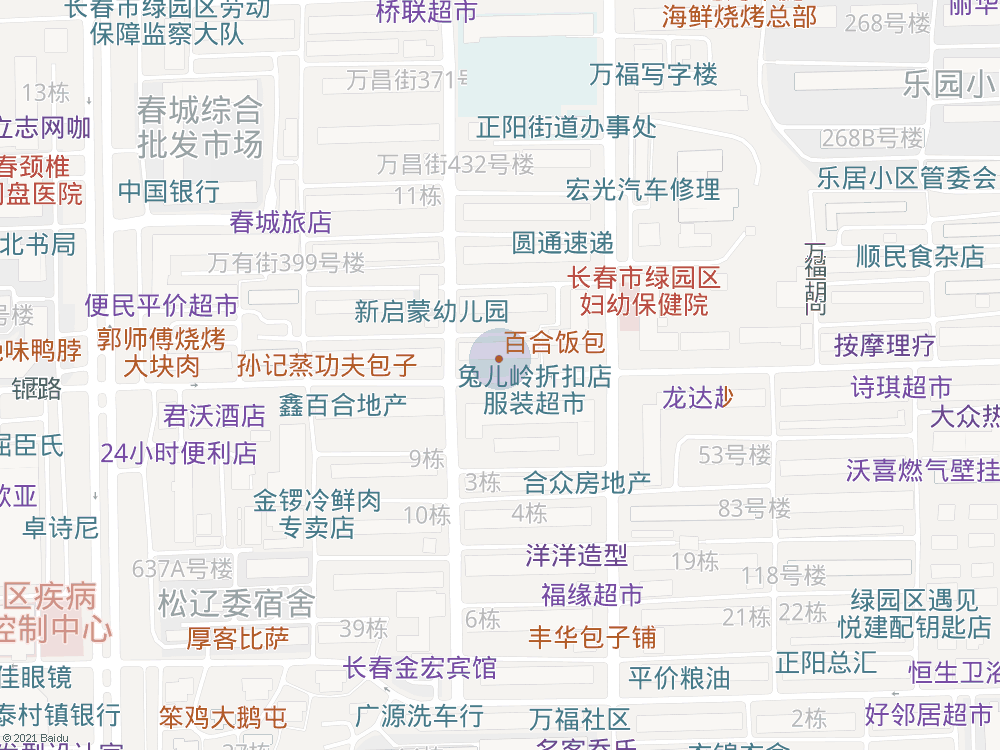 长春市绿园区劳动
保障监察大队
桥联超市
海鲜烧烤总部
268号楼
丽华
万昌街371号
万福写字楼
乐园小
13栋
春城综合
批发市场
立志网咖
正阳街道办事处
268B号楼
春颈椎
间盘医院
万昌街432号楼
中国银行
11栋
宏光汽车修理
乐居小区管委会
春城旅店
北书局
圆通速递
万有街399号楼
万福胡同
顺民食杂店
长春市绿园区
妇幼保健院
便民平价超市
新启蒙幼儿园
号楼
郭师傅烧烤
大块肉
绝味鸭脖
百合饭包
按摩理疗
孙记蒸功夫包子
兔儿岭折扣店
服装超市
诗琪超市
龙达超
君沃酒店
鑫百合地产
大众热
屈臣氏
24小时便利店
9栋
53号楼
沃喜燃气壁挂
欧亚
3栋
合众房地产
金锣冷鲜肉
专卖店
10栋
4栋
83号楼
卓诗尼
洋洋造型
19栋
637A号楼
118号楼
区疾病
控制中心
松辽委宿舍
福缘超市
绿园区遇见
悦建配钥匙店
6栋
21栋
22栋
39栋
厚客比萨
丰华包子铺
长春金宏宾馆
正阳总汇
佳眼镜
平价粮油
恒生卫浴
泰村镇银行
笨鸡大鹅屯
广源洗车行
万福社区
2栋
好邻居超市
© 2021 Baidu